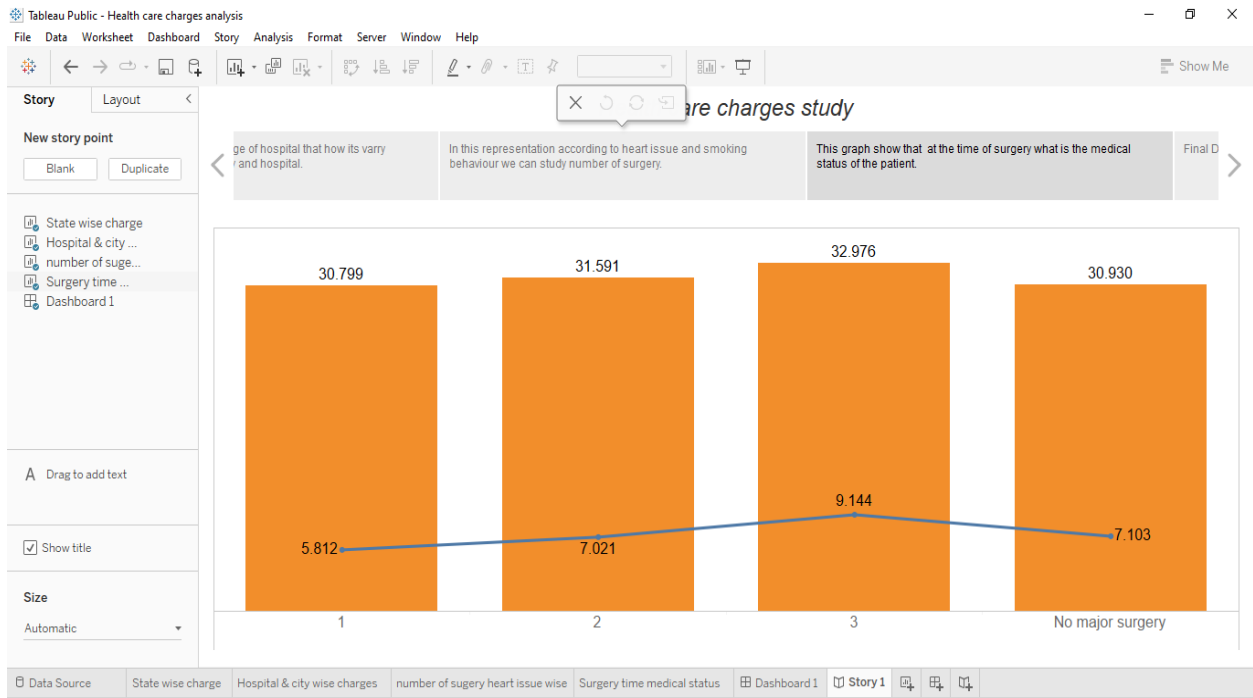 Tableau Public - Health care charges analysis
File Data Worksheet Dashboard Story Analysis Format Server Window Help
Show Me
Story Layout
are charges study
New story point
Blank Duplicate
ge of hospital that how its varry
and hospital.
In this representation according to heart issue and smoking
behaviour we can study number of surgery.
This graph show that at the time of surgery what is the medical
status of the patient.
Final D
State wise charge
Hospital & city ...
number of suge...
Surgery time ...
Dashboard 1
A Drag to add text
Show title
Size
Automatic
30.799
31.591
32.976
30.930
5.812
7.021
9.144
7.103
1
2
3
No major surgery
Data Source State wise charge Hospital & city wise charges number of sugery heart issue wise Surgery time medical status Dashboard 1 Story 1